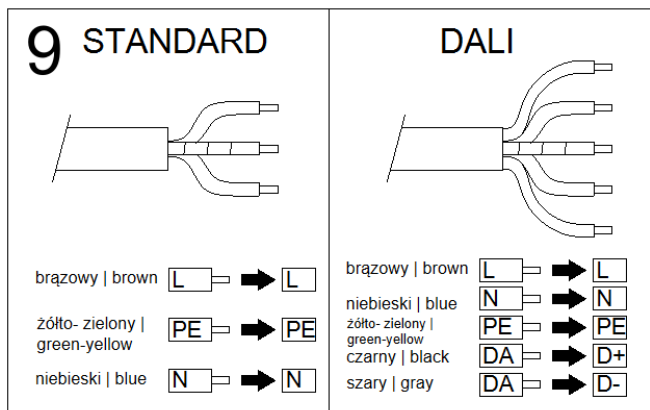 9 STANDARD
brązowy | brown L L
żółto- zielony |
green-yellow PE PE
niebieski | blue N N
DALI
brązowy | brown L L
niebieski | blue N N
żółto- zielony |
green-yellow PE PE
czarny | black DA D+
szary | gray DA D-